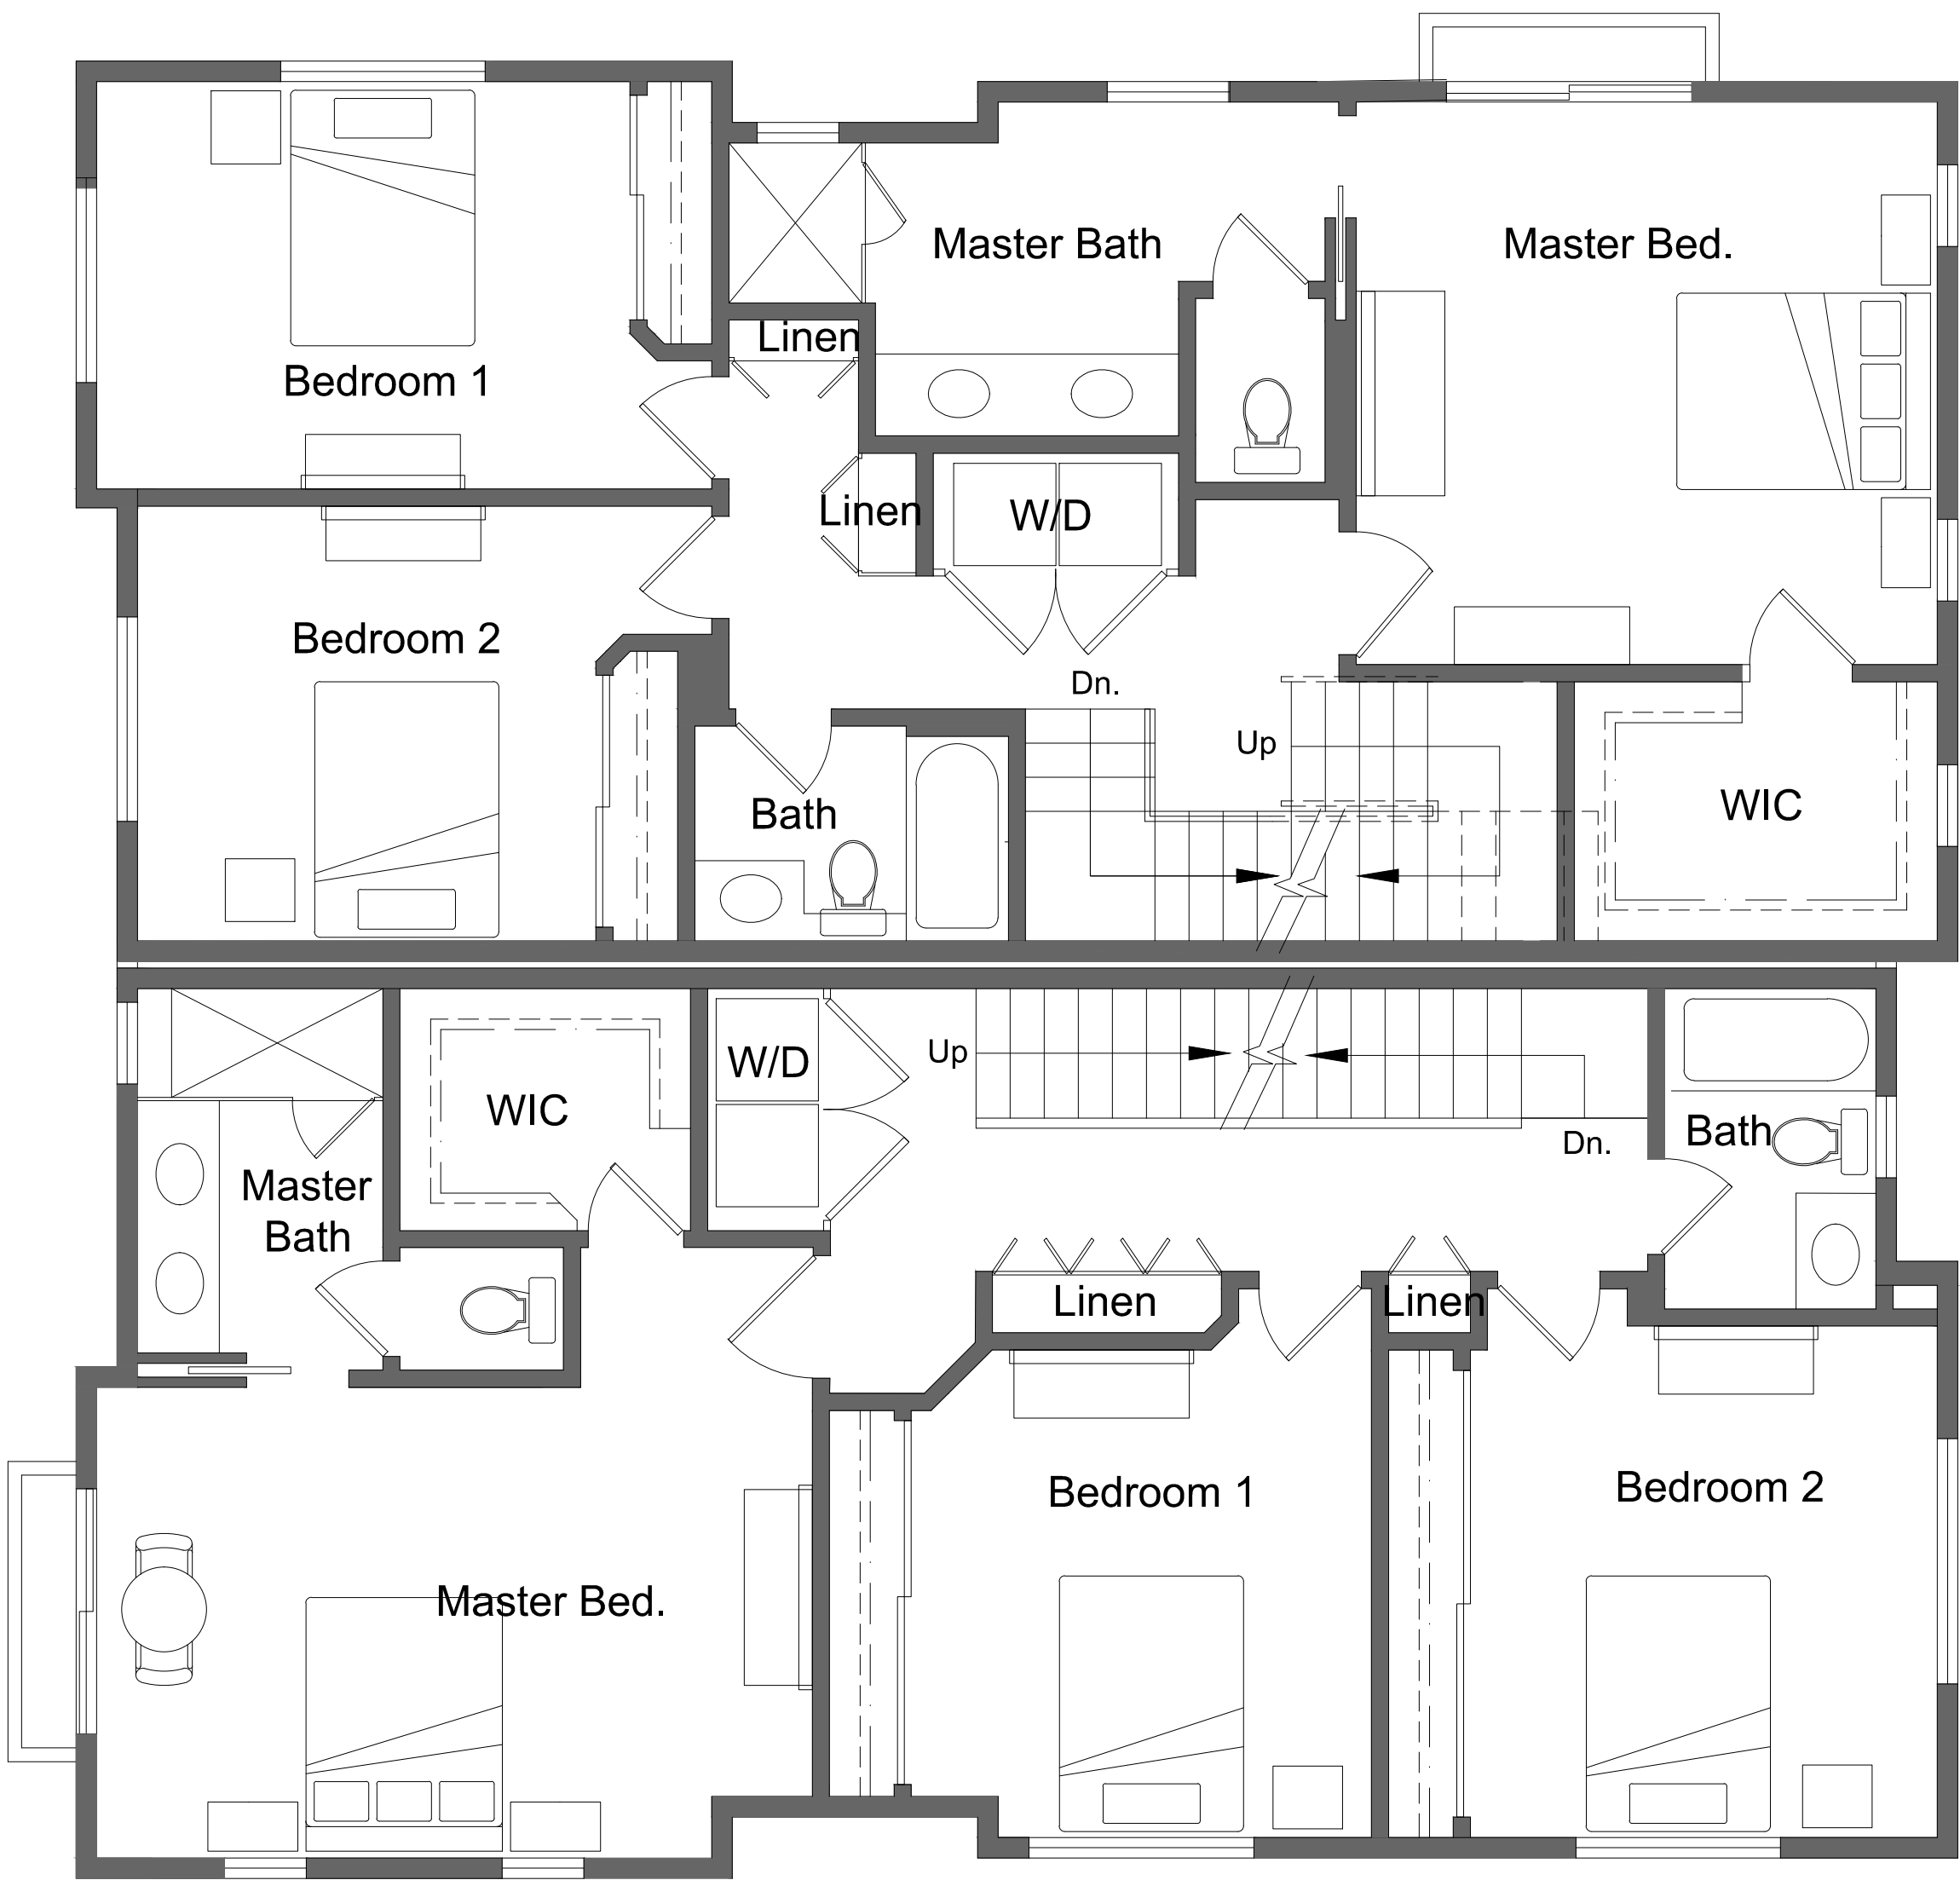 Master Bath
Master Bed.
Linen
Bedroom 1
Linen
W/D
Bedroom 2
Dn.
Up
Bath
WIC
Up
W/D
WIC
Bath
Dn.
Master
Bath
Linen
Linen
Bedroom 1
Bedroom 2
Master Bed.